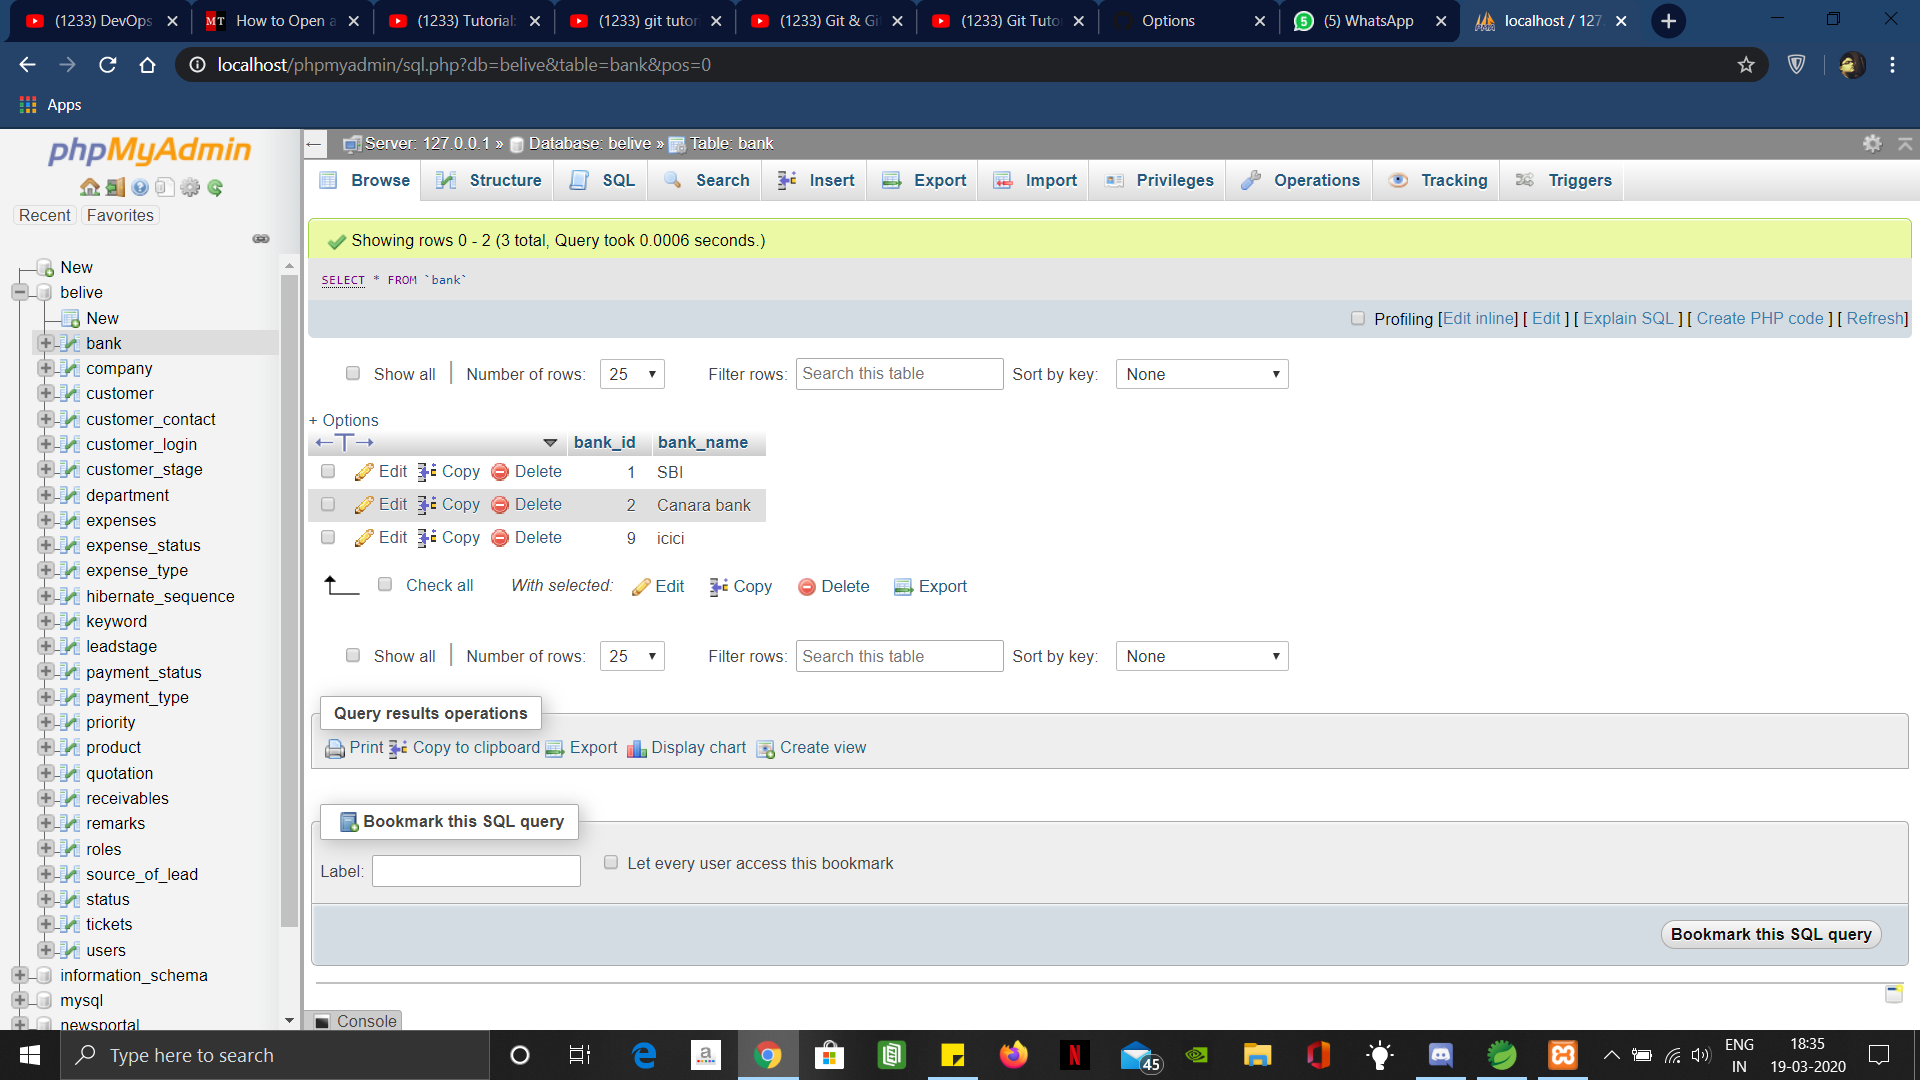 (1233) DevOps
How to Open a
(1233) Tutorial:
(1233) git tutor
(1233) Git & Gi
(1233) Git Tuto
Options
(5) WhatsApp
localhost / 127
localhost/phpmyadmin/sql.php?db=belive&table=bank&pos=0
Apps
phpMyAdmin
Recent
Favorites
New
belive
New
bank
company
customer
customer_contact
customer_login
customer_stage
department
expenses
expense_status
expense_type
hibernate_sequence
keyword
leadstage
payment_status
payment_type
priority
product
quotation
receivables
remarks
roles
source_of_lead
status
tickets
users
information_schema
mysql
newsportal
Server: 127.0.0.1 » Database: belive » Table: bank
Browse Structure SQL Search Insert Export Import Privileges Operations Tracking Triggers
Showing rows 0 - 2 (3 total, Query took 0.0006 seconds.)
SELECT * FROM `bank`
Profiling [Edit inline] [ Edit ] [ Explain SQL ] [ Create PHP code ] [ Refresh]
Show all | Number of rows: 25 Filter rows: Search this table Sort by key: None
+ Options
bank_id bank_name
Edit Copy Delete 1 SBI
Edit Copy Delete 2 Canara bank
Edit Copy Delete 9 icici
Check all With selected: Edit Copy Delete Export
Show all | Number of rows: 25 Filter rows: Search this table Sort by key: None
Query results operations
Print Copy to clipboard Export Display chart Create view
Bookmark this SQL query
Label: Let every user access this bookmark
Bookmark this SQL query
Console
Type here to search
45
ENG
IN
18:35
19-03-2020